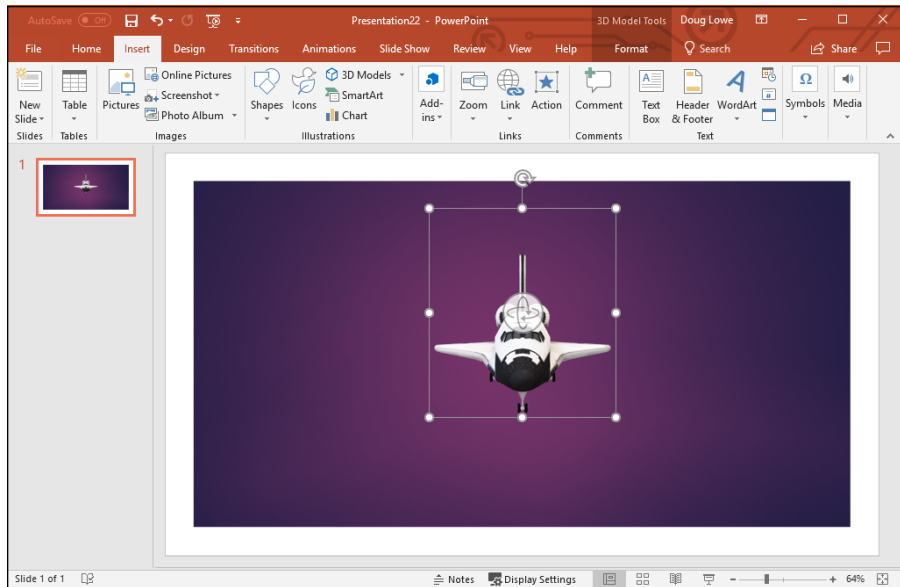 AutoSave Off Presentation22 - PowerPoint 3D Model Tools Doug Lowe
File Home Insert Design Transitions Animations Slide Show Review View Help Format Search Share
New Slide
Table
Pictures
Online Pictures
Screenshot
Photo Album
Shapes
Icons
3D Models
SmartArt
Chart
Add-ins
Zoom
Link
Action
Comment
Text Box
Header & Footer
WordArt
Ω
Symbols
Media
Slides Tables Images Illustrations Links Comments Text
1
Slide 1 of 1 Notes Display Settings 64%